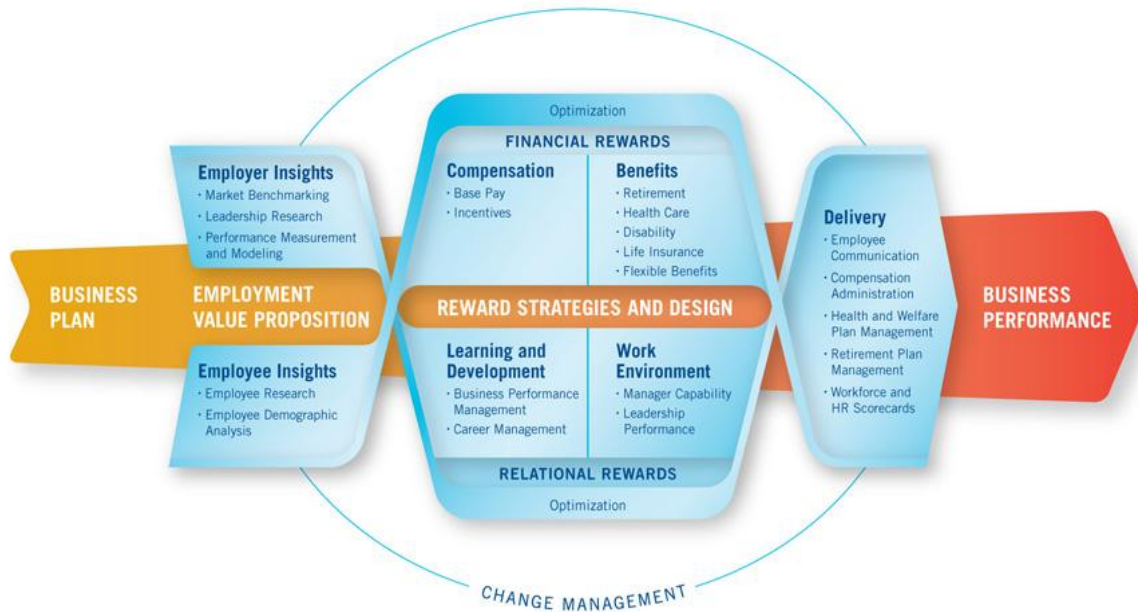 Optimization
FINANCIAL REWARDS
Employer Insights
• Market Benchmarking
• Leadership Research
• Performance Measurement
and Modeling
Compensation
• Base Pay
• Incentives
Benefits
• Retirement
• Health Care
• Disability
• Life Insurance
• Flexible Benefits
BUSINESS
PLAN
EMPLOYMENT
VALUE PROPOSITION
REWARD STRATEGIES AND DESIGN
Employee Insights
• Employee Research
• Employee Demographic
Analysis
Learning and
Development
• Business Performance
Management
• Career Management
Work
Environment
• Manager Capability
• Leadership
Performance
RELATIONAL REWARDS
Optimization
Delivery
• Employee
Communication
• Compensation
Administration
• Health and Welfare
Plan Management
• Retirement Plan
Management
• Workforce and
HR Scorecards
BUSINESS
PERFORMANCE
CHANGE MANAGEMENT